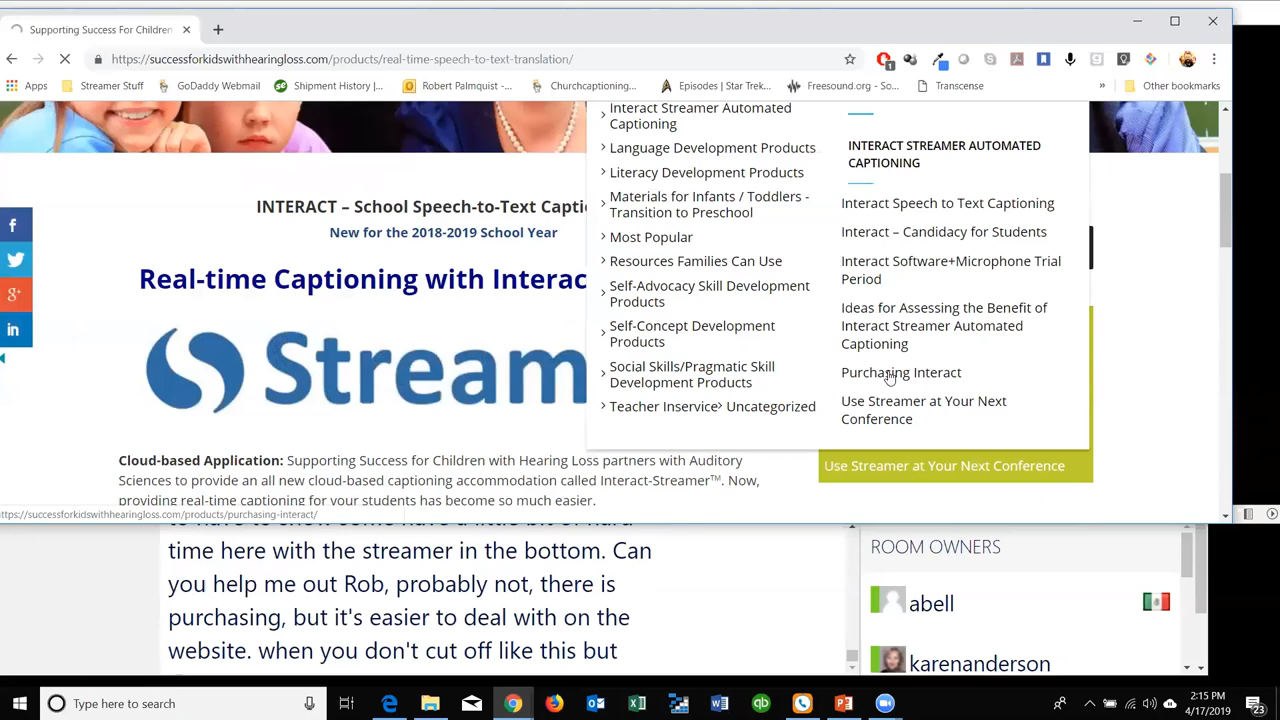 Supporting Success For Children
https://successforkidswithhearingloss.com/products/real-time-speech-to-text-translation/
Apps
Streamer Stuff
GoDaddy Webmail
Shipment History |...
Robert Palmquist -...
Churchcaptioning...
Episodes | Star Trek...
Freesound.org - So...
Transcense
»
Other bookmarks
INTERACT – School Speech-to-Text Captio
New for the 2018-2019 School Year
Real-time Captioning with Interac
Stream
Cloud-based Application: Supporting Success for Children with Hearing Loss partners with Auditory
Sciences to provide an all new cloud-based captioning accommodation called Interact-Streamer™. Now,
providing real-time captioning for your students has become so much easier.
Interact Streamer Automated
Captioning
Language Development Products
Literacy Development Products
Materials for Infants / Toddlers -
Transition to Preschool
Most Popular
Resources Families Can Use
Self-Advocacy Skill Development
Products
Self-Concept Development
Products
Social Skills/Pragmatic Skill
Development Products
Teacher Inservice
Uncategorized
INTERACT STREAMER AUTOMATED
CAPTIONING
Interact Speech to Text Captioning
Interact – Candidacy for Students
Interact Software+Microphone Trial
Period
Ideas for Assessing the Benefit of
Interact Streamer Automated
Captioning
Purchasing Interact
Use Streamer at Your Next
Conference
Use Streamer at Your Next Conference
https://successforkidswithhearingloss.com/products/purchasing-interact/
time here with the streamer in the bottom. Can
you help me out Rob, probably not, there is
purchasing, but it's easier to deal with on the
website. when you don't cut off like this but
ROOM OWNERS
abell
karenanderson
Type here to search
2:15 PM
4/17/2019
23